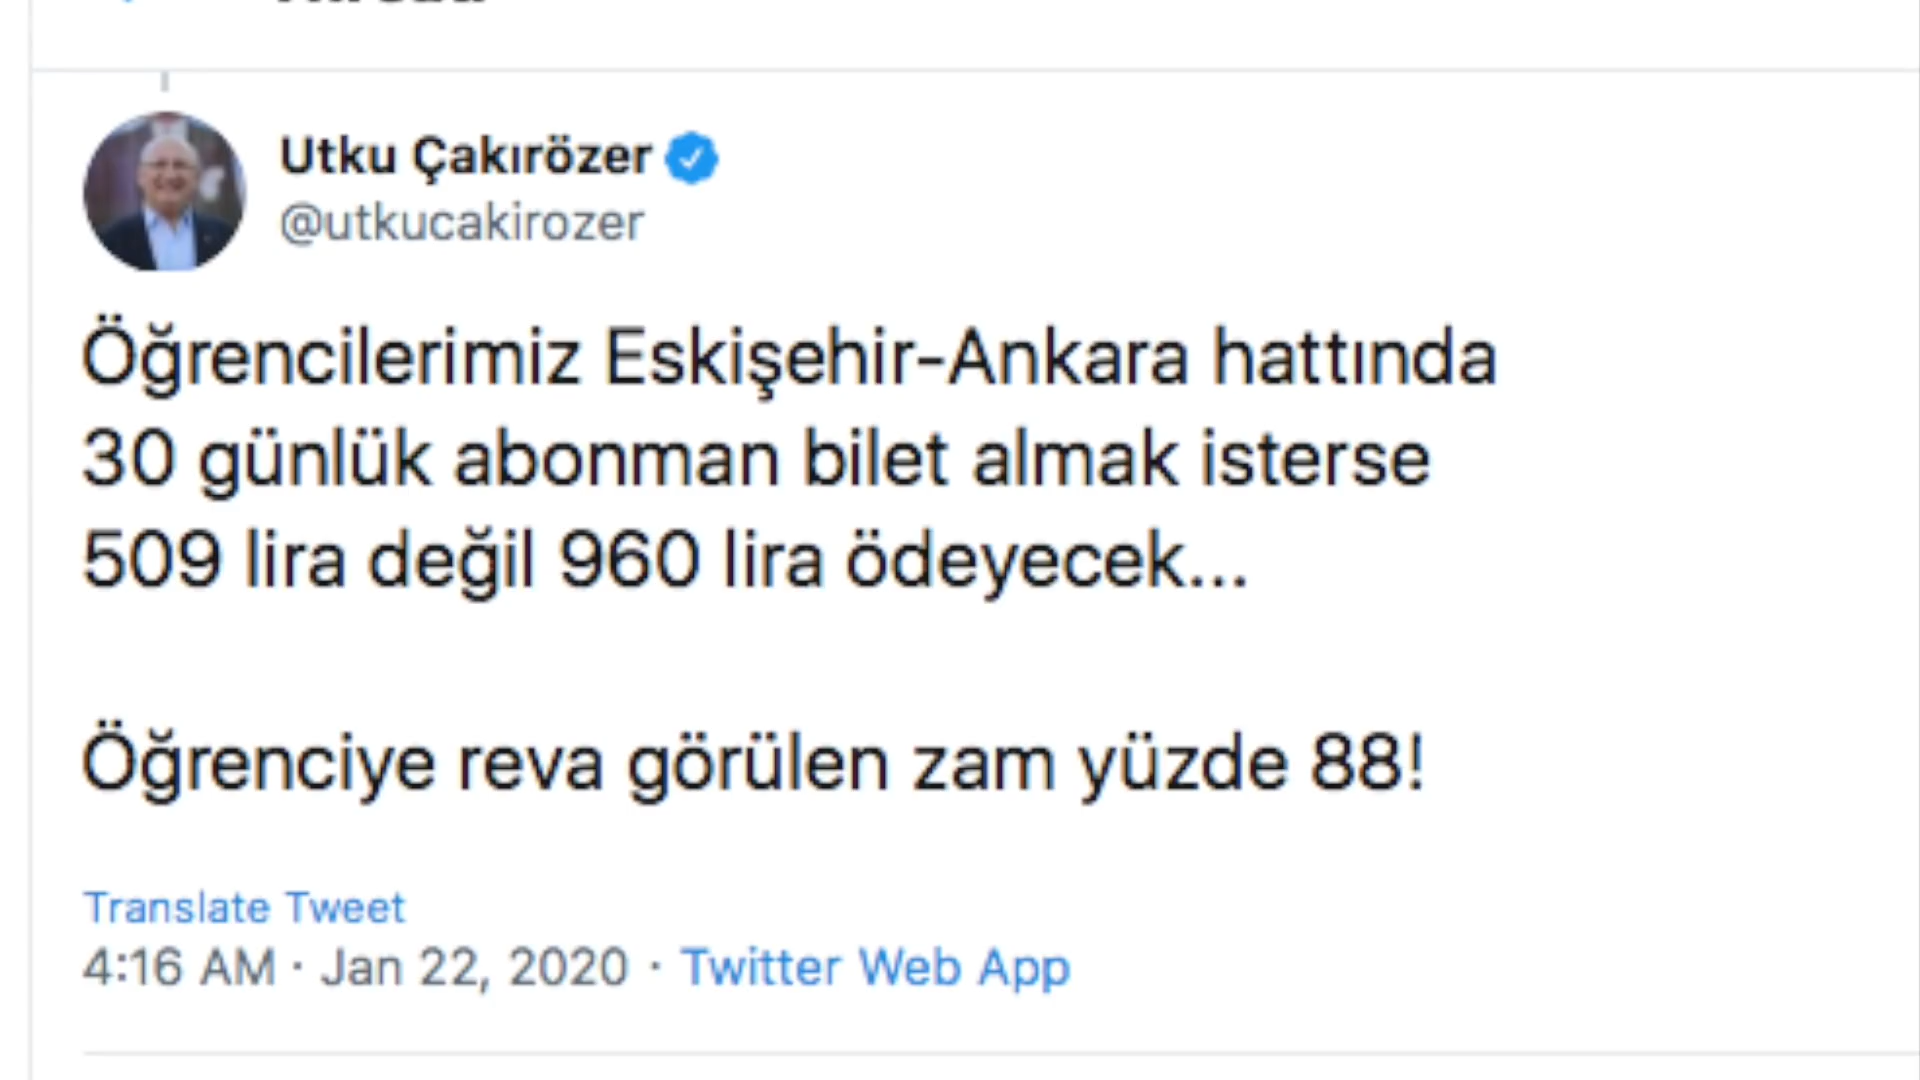 Utku Çakırözer
@utkucakirozer
Öğrencilerimiz Eskişehir-Ankara hattında
30 günlük abonman bilet almak isterse
509 lira değil 960 lira ödeyecek...
Öğrenciye reva görülen zam yüzde 88!
Translate Tweet
4:16 AM · Jan 22, 2020 · Twitter Web App